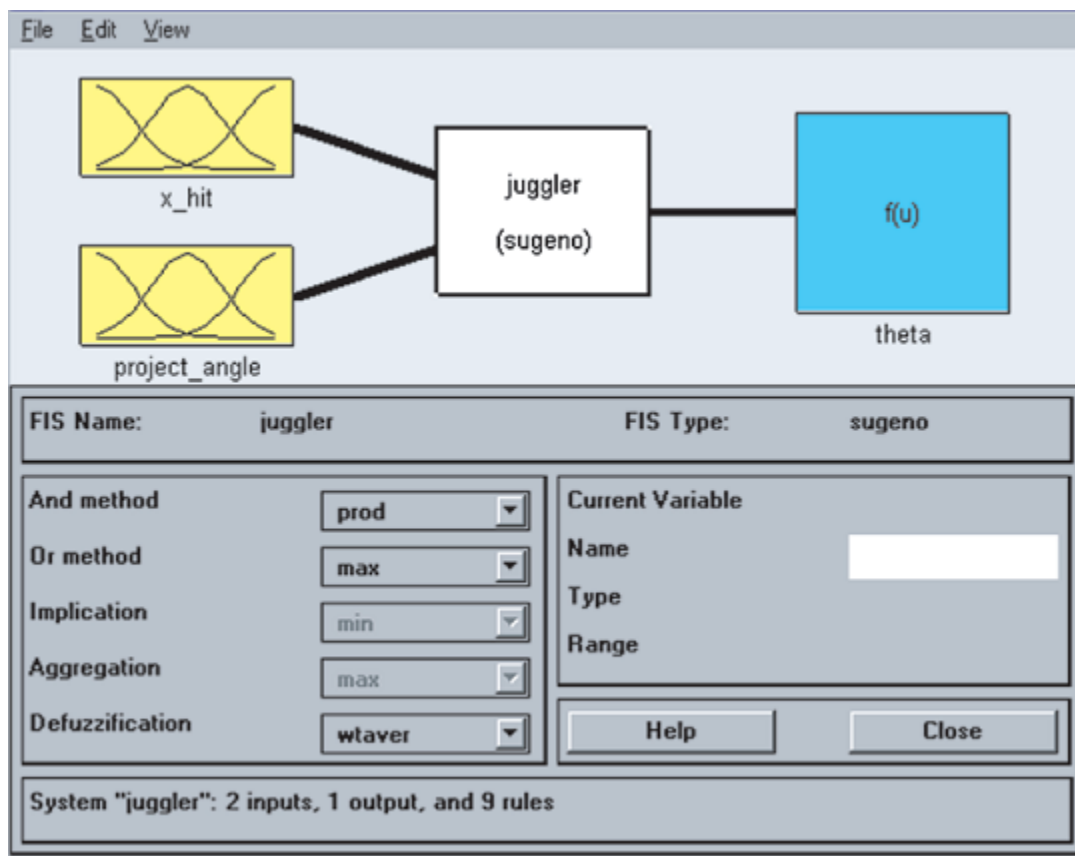 File Edit View
x_hit
project_angle
juggler
(sugeno)
f(u)
theta
FIS Name: juggler FIS Type: sugeno
And method prod
Or method max
Implication min
Aggregation max
Defuzzification wtaver
Current Variable
Name
Type
Range
Help Close
System "juggler": 2 inputs, 1 output, and 9 rules